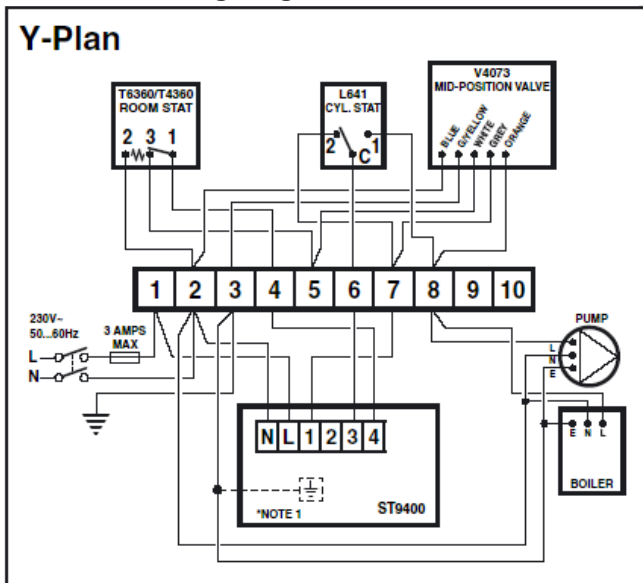 Y-Plan
T6360/T4360
ROOM STAT
2 3 1
L641
CYL. STAT
2 C 1
V4073
MID-POSITION VALVE
BLUE
G/YELLOW
WHITE
GREY
ORANGE
1 2 3 4 5 6 7 8 9 10
230V~
50...60Hz
3 AMPS
MAX
L
N
PUMP
L
N
E
N L 1 2 3 4
*NOTE 1
ST9400
E N L
BOILER